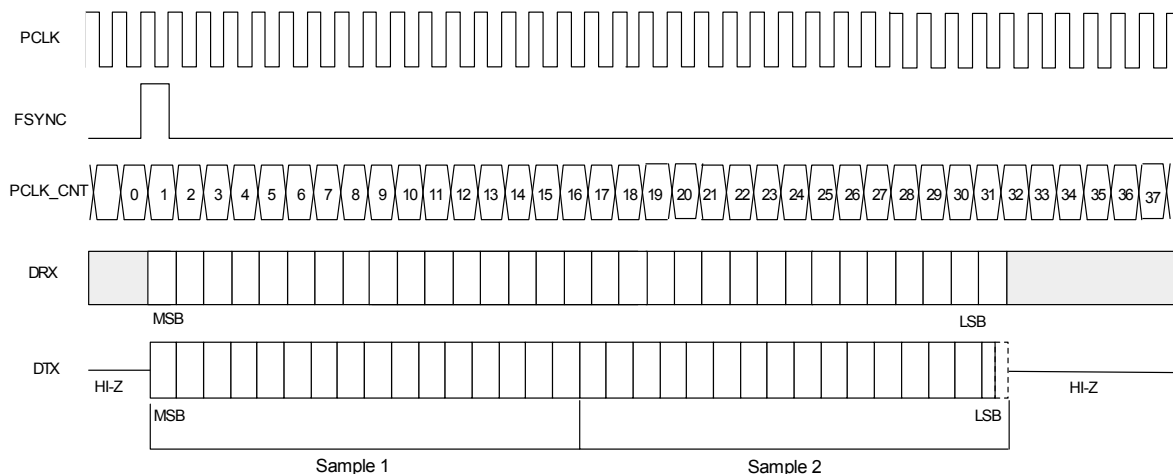 PCLK
FSYNC
PCLK_CNT 0 1 2 3 4 5 6 7 8 9 10 11 12 13 14 15 16 17 18 19 20 21 22 23 24 25 26 27 28 29 30 31 32 33 34 35 36 37
DRX
MSB LSB
DTX
HI-Z HI-Z
MSB LSB
Sample 1 Sample 2